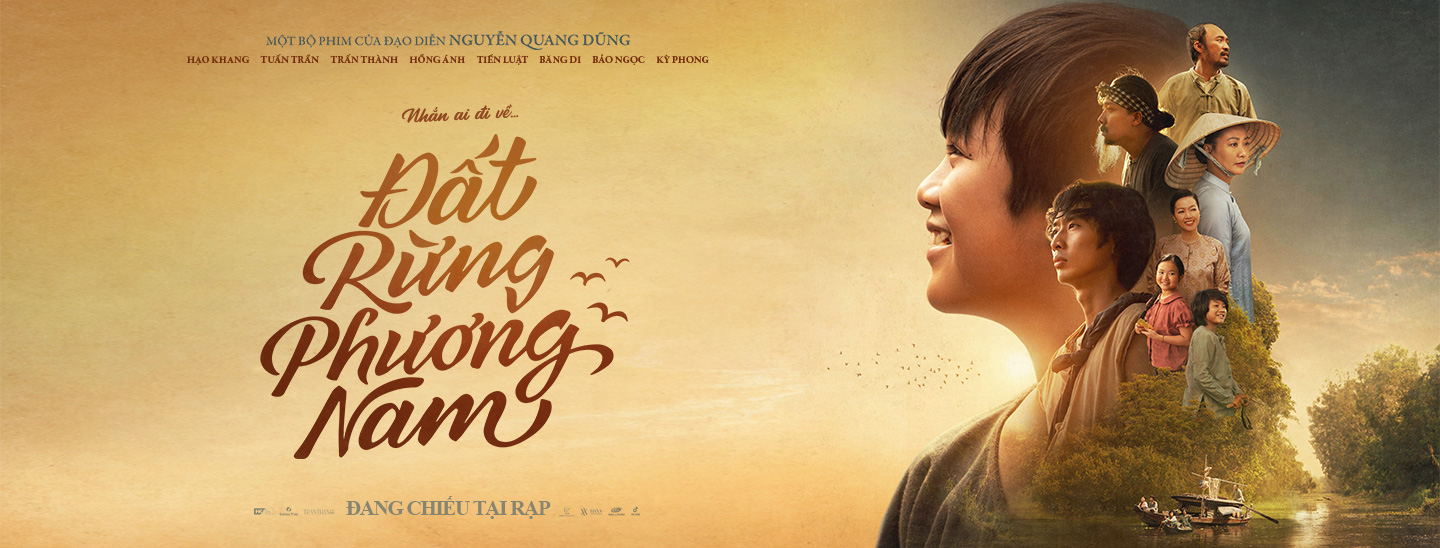 MỘT BỘ PHIM CỦA ĐẠO DIỄN NGUYỄN QUANG DŨNG
HẠO KHANG TUẤN TRẦN TRẤN THÀNH HỒNG ÁNH TIẾN LUẬT BĂNG DI BẢO NGỌC KỲ PHONG
Nhắn ai đi về...
Đất
Rừng
Phương
Nam
ĐANG CHIẾU TẠI RẠP